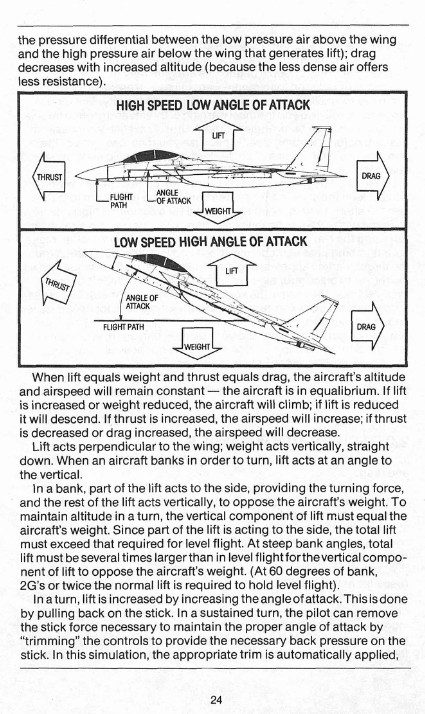 the pressure differential between the low pressure air above the wing
and the high pressure air below the wing that generates lift); drag
decreases with increased altitude (because the less dense air offers
less resistance).
HIGH SPEED LOW ANGLE OF ATTACK
LIFT
THRUST
DRAG
FLIGHT
PATH
ANGLE
OF ATTACK
WEIGHT
LOW SPEED HIGH ANGLE OF ATTACK
LIFT
THRUST
ANGLE OF
ATTACK
FLIGHT PATH
DRAG
WEIGHT
When lift equals weight and thrust equals drag, the aircraft's altitude
and airspeed will remain constant — the aircraft is in equalibrium. If lift
is increased or weight reduced, the aircraft will climb; if lift is reduced
it will descend. If thrust is increased, the airspeed will increase; if thrust
is decreased or drag increased, the airspeed will decrease.
Lift acts perpendicular to the wing; weight acts vertically, straight
down. When an aircraft banks in order to turn, lift acts at an angle to
the vertical.
In a bank, part of the lift acts to the side, providing the turning force,
and the rest of the lift acts vertically, to oppose the aircraft's weight. To
maintain altitude in a turn, the vertical component of lift must equal the
aircraft's weight. Since part of the lift is acting to the side, the total lift
must exceed that required for level flight. At steep bank angles, total
lift must be several times larger than in level flight for the vertical compo-
nent of lift to oppose the aircraft's weight. (At 60 degrees of bank,
2G's or twice the normal lift is required to hold level flight).
In a turn, lift is increased by increasing the angle of attack. This is done
by pulling back on the stick. In a sustained turn, the pilot can remove
the stick force necessary to maintain the proper angle of attack by
"trimming" the controls to provide the necessary back pressure on the
stick. In this simulation, the appropriate trim is automatically applied,
24